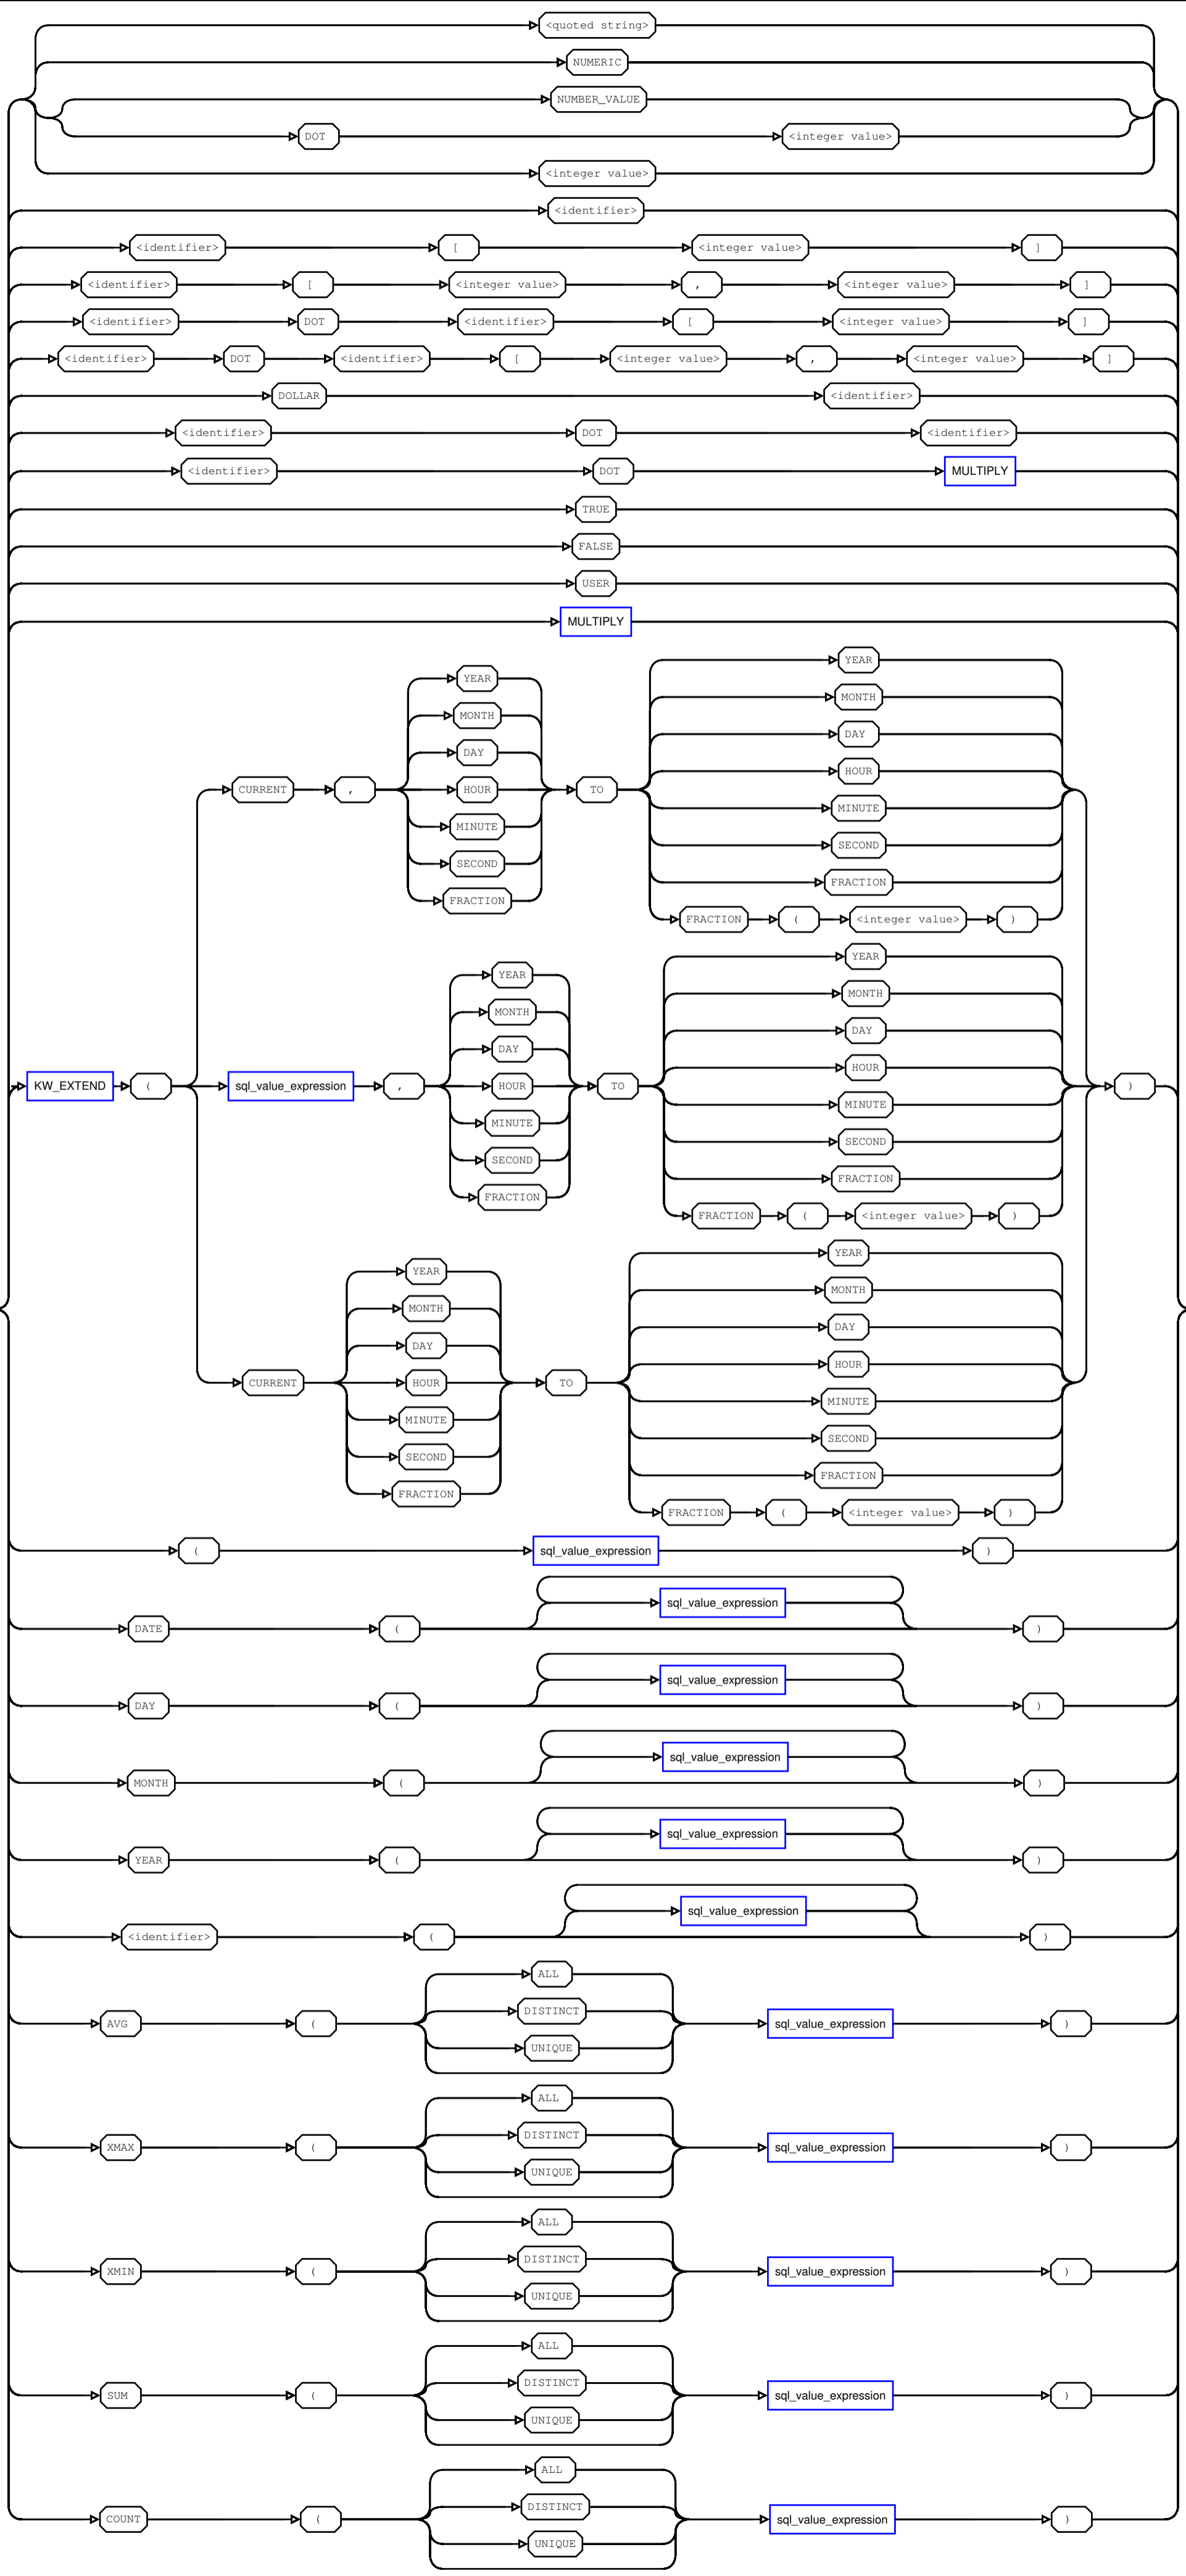 <quoted string>
NUMERIC
NUMBER_VALUE
DOT <integer value>
<integer value>
<identifier>
<identifier> [ <integer value> ]
<identifier> [ <integer value> , <integer value> ]
<identifier> DOT <identifier> [ <integer value> ]
<identifier> DOT <identifier> [ <integer value> , <integer value> ]
DOLLAR <identifier>
<identifier> DOT <identifier>
<identifier> DOT MULTIPLY
TRUE
FALSE
USER
MULTIPLY
YEAR
YEAR
MONTH
MONTH
DAY
DAY
HOUR
CURRENT , HOUR TO
MINUTE
MINUTE
SECOND
SECOND
FRACTION
FRACTION
FRACTION ( <integer value> )
YEAR
YEAR
MONTH
MONTH
DAY
DAY
HOUR
KW_EXTEND ( sql_value_expression , HOUR TO )
MINUTE
MINUTE
SECOND
SECOND
FRACTION
FRACTION
FRACTION ( <integer value> )
YEAR
YEAR
MONTH
MONTH
DAY
DAY
HOUR
CURRENT HOUR TO
MINUTE
MINUTE
SECOND
SECOND
FRACTION
FRACTION
FRACTION ( <integer value> )
( sql_value_expression )
sql_value_expression
DATE ( )
sql_value_expression
DAY ( )
sql_value_expression
MONTH ( )
sql_value_expression
YEAR ( )
sql_value_expression
<identifier> ( )
ALL
DISTINCT
AVG ( sql_value_expression )
UNIQUE
ALL
DISTINCT
XMAX ( sql_value_expression )
UNIQUE
ALL
DISTINCT
XMIN ( sql_value_expression )
UNIQUE
ALL
DISTINCT
SUM ( sql_value_expression )
UNIQUE
ALL
DISTINCT
COUNT ( sql_value_expression )
UNIQUE